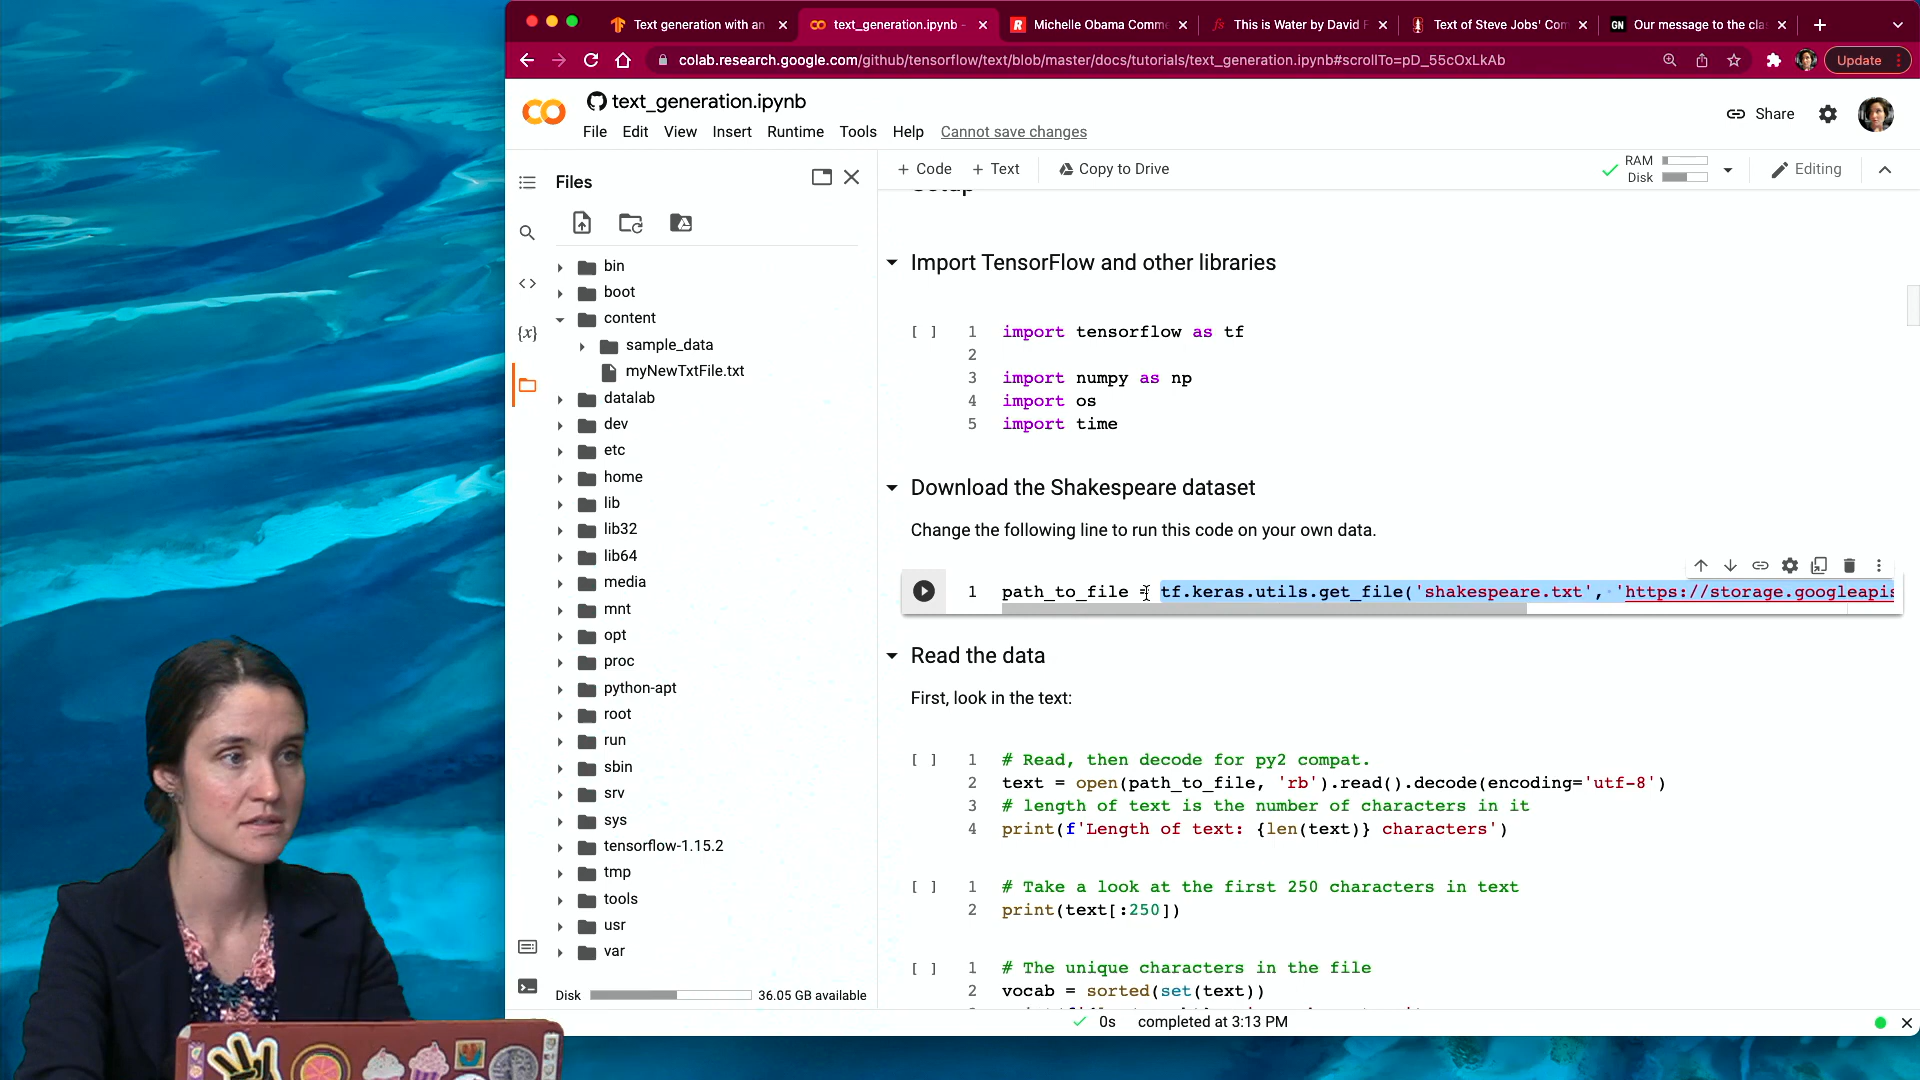 Text generation with an
text_generation.ipynb -
Michelle Obama Comme
This is Water by David F
Text of Steve Jobs' Com
GN
Our message to the cla
colab.research.google.com/github/tensorflow/text/blob/master/docs/tutorials/text_generation.ipynb#scrollTo=pD_55cOxLkAb
Update
text_generation.ipynb
File Edit View Insert Runtime Tools Help Cannot save changes
Share
Files
+ Code + Text Copy to Drive
RAM
Disk
Editing
bin
boot
content
sample_data
myNewTxtFile.txt
datalab
dev
etc
home
lib
lib32
lib64
media
mnt
opt
proc
python-apt
root
run
sbin
srv
sys
tensorflow-1.15.2
tmp
tools
usr
var
Disk 36.05 GB available
Setup
Import TensorFlow and other libraries
[ ] 1 import tensorflow as tf
2
3 import numpy as np
4 import os
5 import time
Download the Shakespeare dataset
Change the following line to run this code on your own data.
1 path_to_file = tf.keras.utils.get_file('shakespeare.txt', 'https://storage.googleapis
Read the data
First, look in the text:
[ ] 1 # Read, then decode for py2 compat.
2 text = open(path_to_file, 'rb').read().decode(encoding='utf-8')
3 # length of text is the number of characters in it
4 print(f'Length of text: {len(text)} characters')
[ ] 1 # Take a look at the first 250 characters in text
2 print(text[:250])
[ ] 1 # The unique characters in the file
2 vocab = sorted(set(text))
0s completed at 3:13 PM